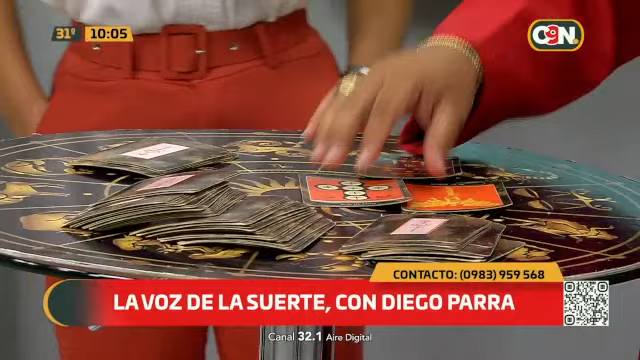 31° 10:05
C9N.
CONTACTO: (0983) 959 568
LA VOZ DE LA SUERTE, CON DIEGO PARRA
Canal 32.1 Aire Digital